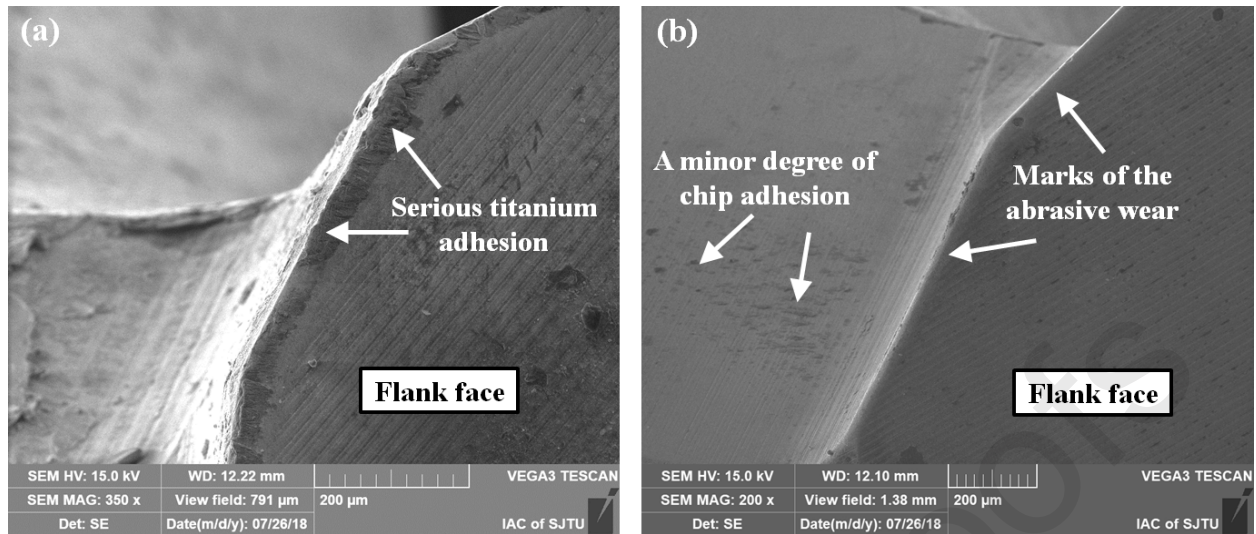 (a)
Serious titanium
adhesion
Flank face
SEM HV: 15.0 kV
WD: 12.22 mm
VEGA3 TESCAN
SEM MAG: 350 x
View field: 791 µm
200 µm
Det: SE
Date(m/d/y): 07/26/18
IAC of SJTU
(b)
A minor degree of
chip adhesion
Marks of the
abrasive wear
Flank face
SEM HV: 15.0 kV
WD: 12.10 mm
VEGA3 TESCAN
SEM MAG: 200 x
View field: 1.38 mm
200 µm
Det: SE
Date(m/d/y): 07/26/18
IAC of SJTU